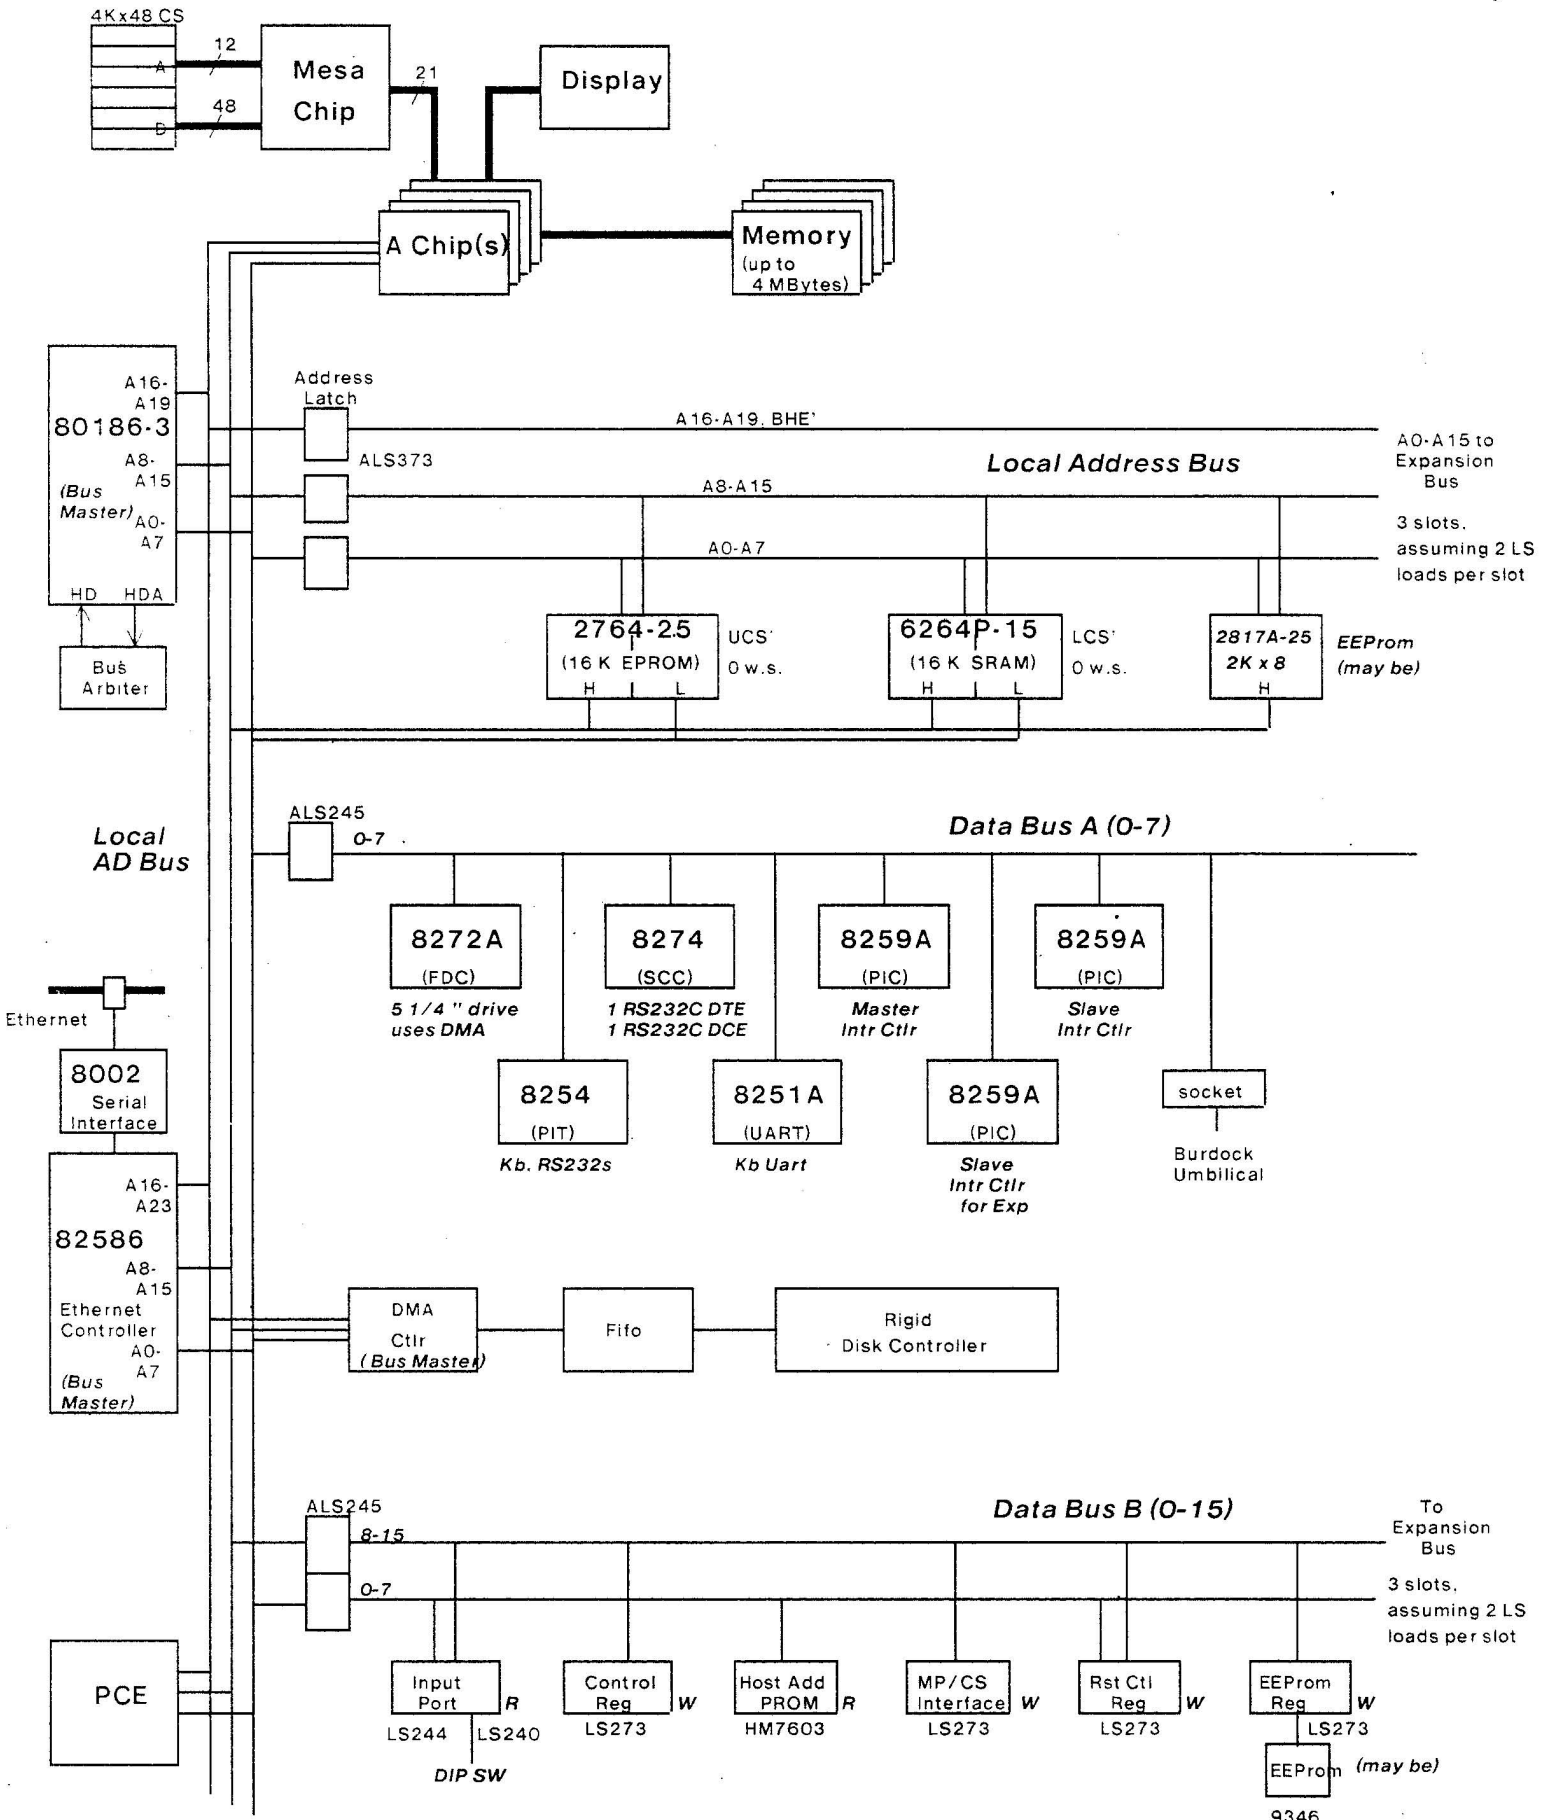 4Kx48 CS
A
12
D
48
Mesa
Chip
21
Display
A Chip(s)
Memory
(up to
4 MBytes)
A16-
A19
80186-3
A8-
A15
(Bus
Master)
A0-
A7
HD HDA
Bus
Arbiter
Address
Latch
ALS373
A16-A19, BHE'
Local Address Bus
A8-A15
A0-A7
A0-A15 to
Expansion
Bus
3 slots,
assuming 2 LS
loads per slot
2764-25
(16 K EPROM)
H L
UCS'
0 w.s.
6264P-15
(16 K SRAM)
H L
LCS'
0 w.s.
2817A-25
2K x 8
H
EEProm
(may be)
Local
AD Bus
ALS245
0-7
Data Bus A (0-7)
8272A
(FDC)
5 1/4 " drive
uses DMA
8274
(SCC)
1 RS232C DTE
1 RS232C DCE
8259A
(PIC)
Master
Intr Ctlr
8259A
(PIC)
Slave
Intr Ctlr
8254
(PIT)
Kb. RS232s
8251A
(UART)
Kb Uart
8259A
(PIC)
Slave
Intr Ctlr
for Exp
socket
Burdock
Umbilical
Ethernet
8002
Serial
Interface
A16-
A23
82586
A8-
A15
Ethernet
Controller
A0-
A7
(Bus
Master)
DMA
Ctlr
(Bus Master)
Fifo
Rigid
Disk Controller
ALS245
8-15
0-7
Data Bus B (0-15)
To
Expansion
Bus
3 slots,
assuming 2 LS
loads per slot
PCE
Input
Port
R
LS244 LS240
DIP SW
Control
Reg
W
LS273
Host Add
PROM
R
HM7603
MP/CS
Interface
W
LS273
Rst Ctl
Reg
W
LS273
EEProm
Reg
W
LS273
EEProm
(may be)
9346